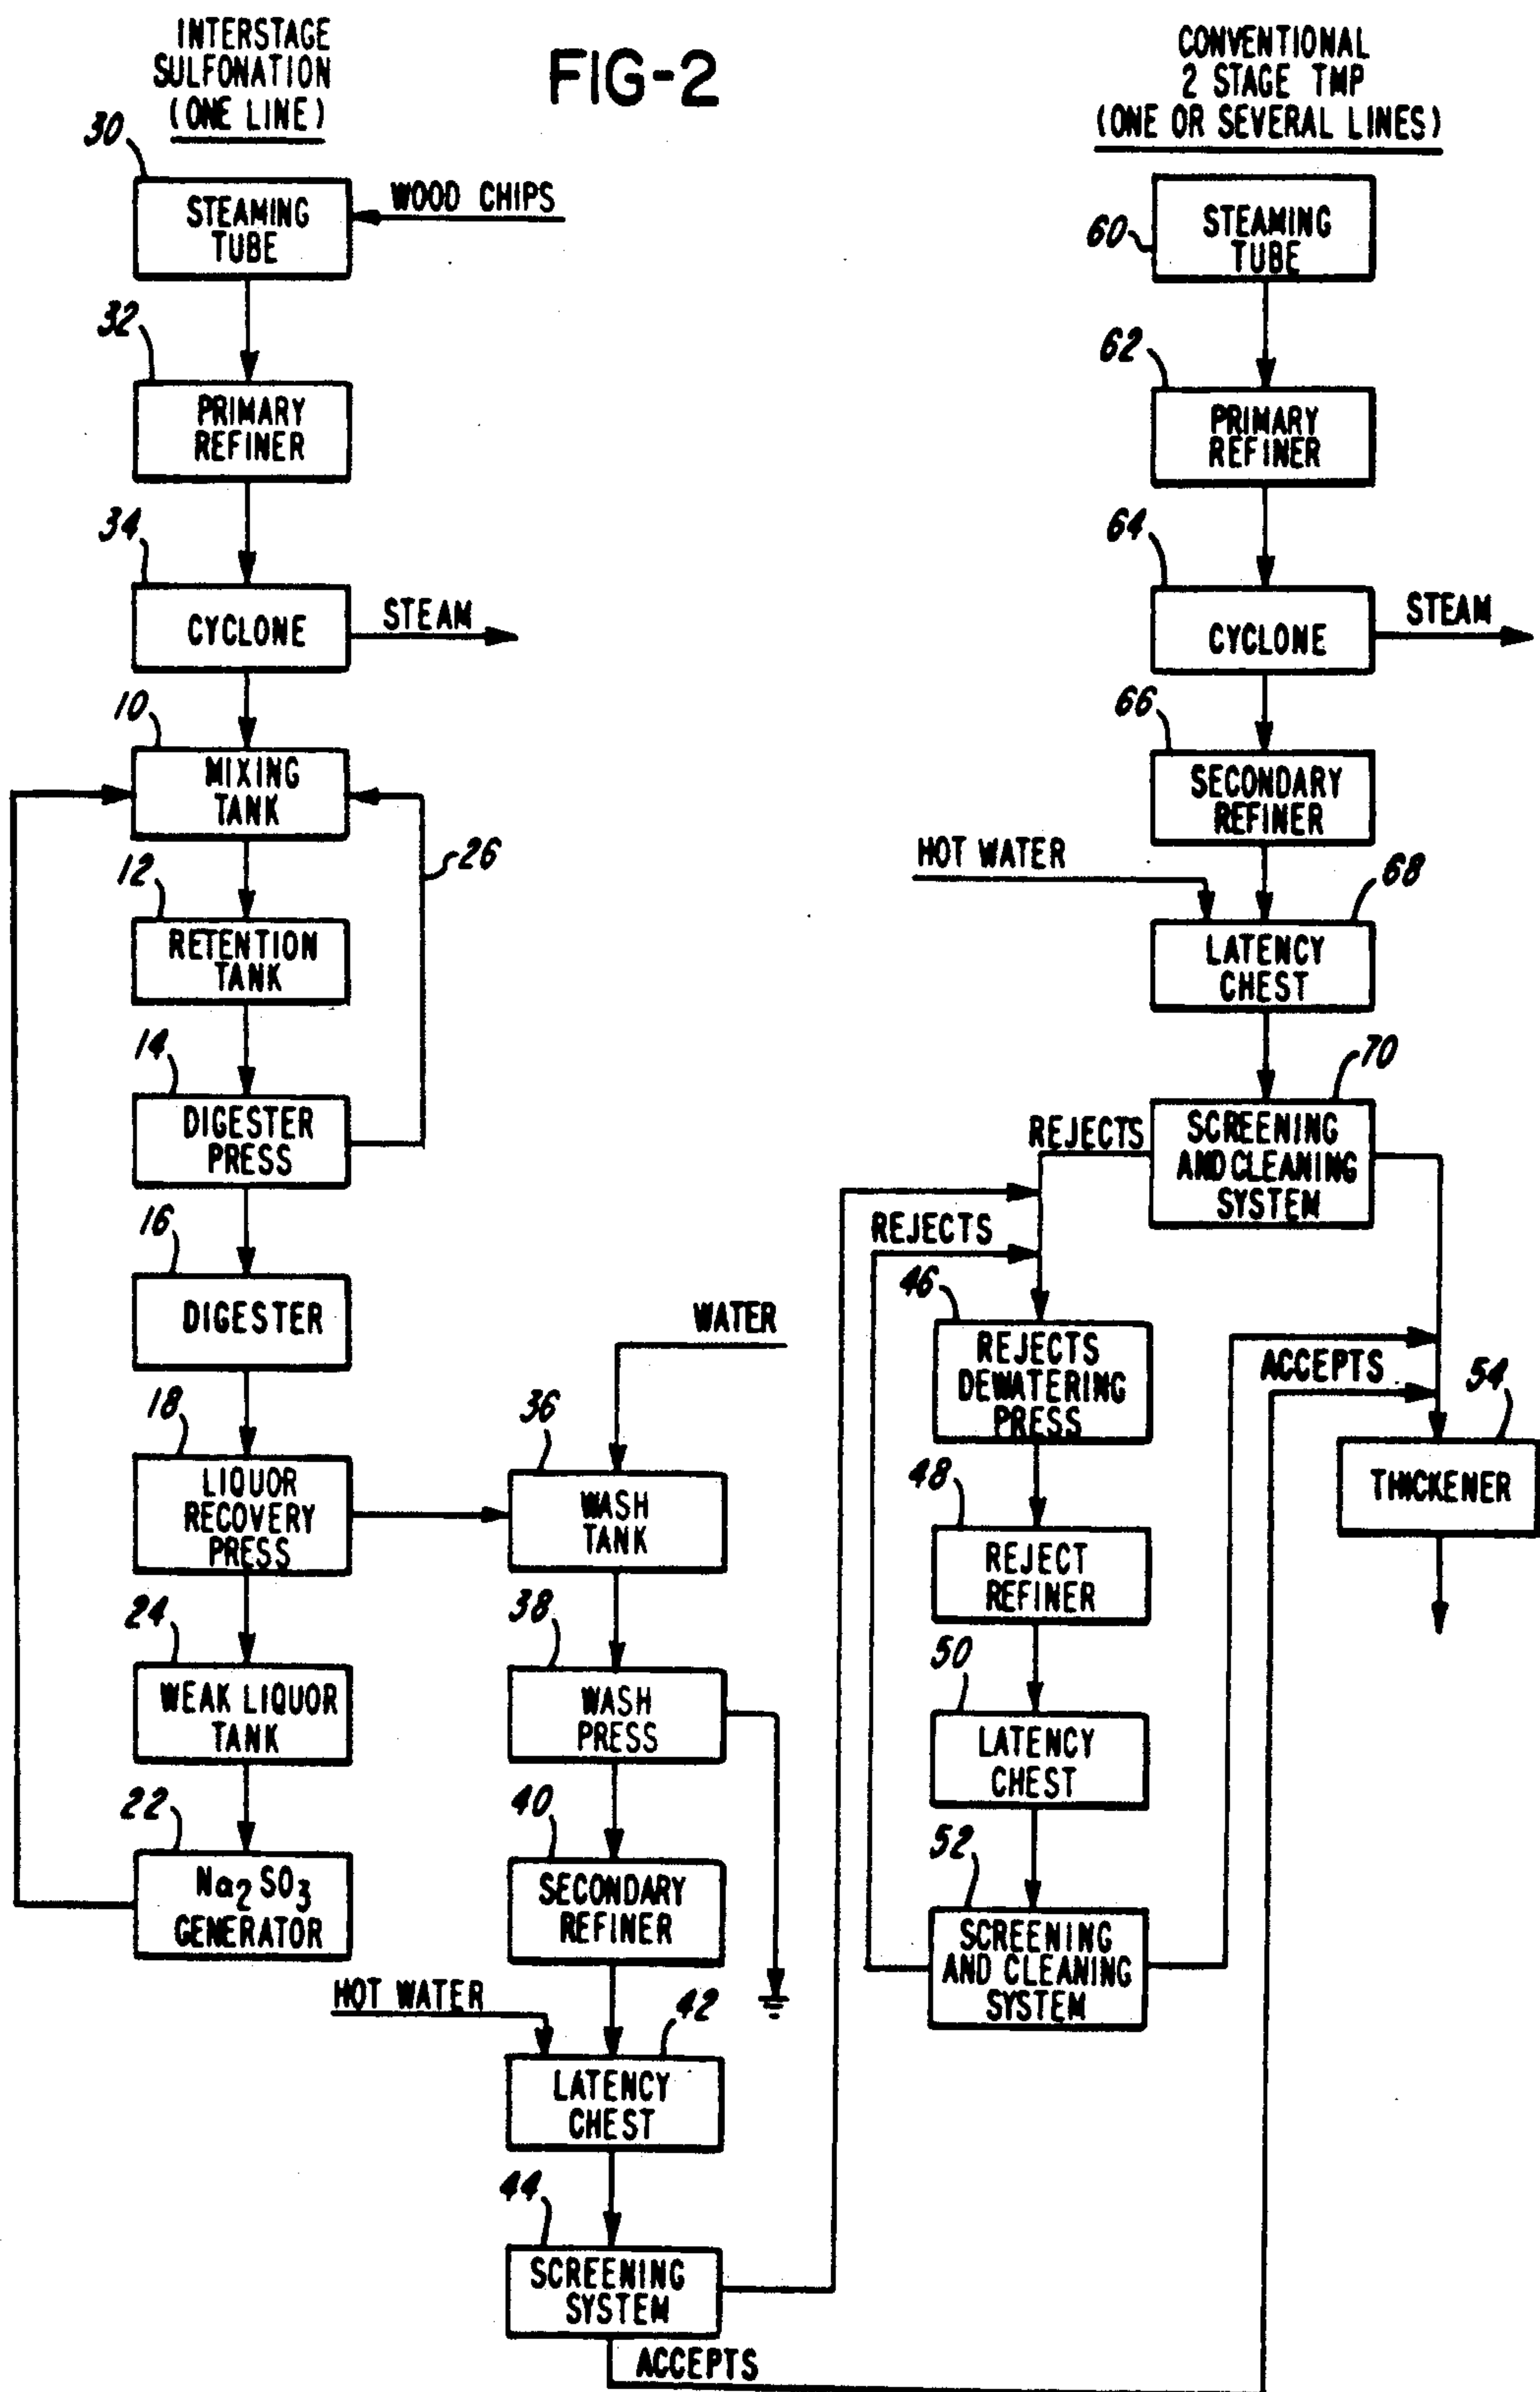 INTERSTAGE
SULFONATION
(ONE LINE)
FIG-2
CONVENTIONAL
2 STAGE TMP
(ONE OR SEVERAL LINES)
30
STEAMING
TUBE
WOOD CHIPS
32
PRIMARY
REFINER
34
CYCLONE
STEAM
10
MIXING
TANK
26
12
RETENTION
TANK
14
DIGESTER
PRESS
16
DIGESTER
18
LIQUOR
RECOVERY
PRESS
24
WEAK LIQUOR
TANK
22
Na2SO3
GENERATOR
WATER
36
WASH
TANK
38
WASH
PRESS
40
SECONDARY
REFINER
HOT WATER
42
LATENCY
CHEST
44
SCREENING
SYSTEM
ACCEPTS
60
STEAMING
TUBE
62
PRIMARY
REFINER
64
CYCLONE
STEAM
66
SECONDARY
REFINER
HOT WATER
68
LATENCY
CHEST
70
SCREENING
AND CLEANING
SYSTEM
REJECTS
REJECTS
46
REJECTS
DEWATERING
PRESS
48
REJECT
REFINER
50
LATENCY
CHEST
52
SCREENING
AND CLEANING
SYSTEM
ACCEPTS
54
THICKENER